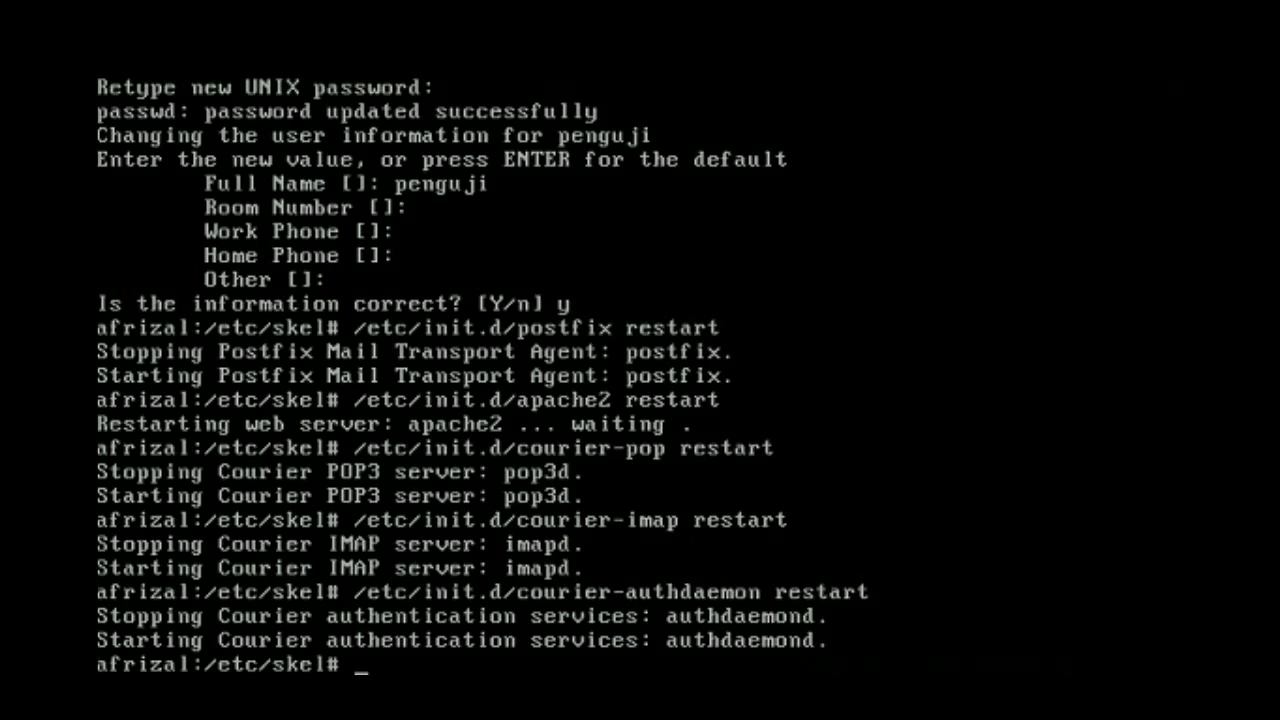 Retype new UNIX password:
passwd: password updated successfully
Changing the user information for penguji
Enter the new value, or press ENTER for the default
Full Name []: penguji
Room Number []:
Work Phone []:
Home Phone []:
Other []:
Is the information correct? [Y/n] y
afrizal:/etc/skel# /etc/init.d/postfix restart
Stopping Postfix Mail Transport Agent: postfix.
Starting Postfix Mail Transport Agent: postfix.
afrizal:/etc/skel# /etc/init.d/apache2 restart
Restarting web server: apache2 ... waiting .
afrizal:/etc/skel# /etc/init.d/courier-pop restart
Stopping Courier POP3 server: pop3d.
Starting Courier POP3 server: pop3d.
afrizal:/etc/skel# /etc/init.d/courier-imap restart
Stopping Courier IMAP server: imapd.
Starting Courier IMAP server: imapd.
afrizal:/etc/skel# /etc/init.d/courier-authdaemon restart
Stopping Courier authentication services: authdaemond.
Starting Courier authentication services: authdaemond.
afrizal:/etc/skel# _